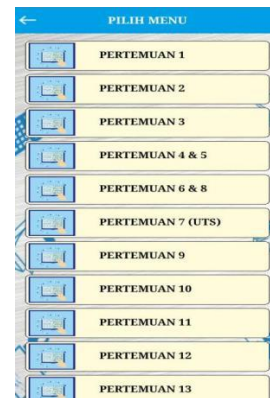 PILIH MENU
PERTEMUAN 1
PERTEMUAN 2
PERTEMUAN 3
PERTEMUAN 4 & 5
PERTEMUAN 6 & 8
PERTEMUAN 7 (UTS)
PERTEMUAN 9
PERTEMUAN 10
PERTEMUAN 11
PERTEMUAN 12
PERTEMUAN 13